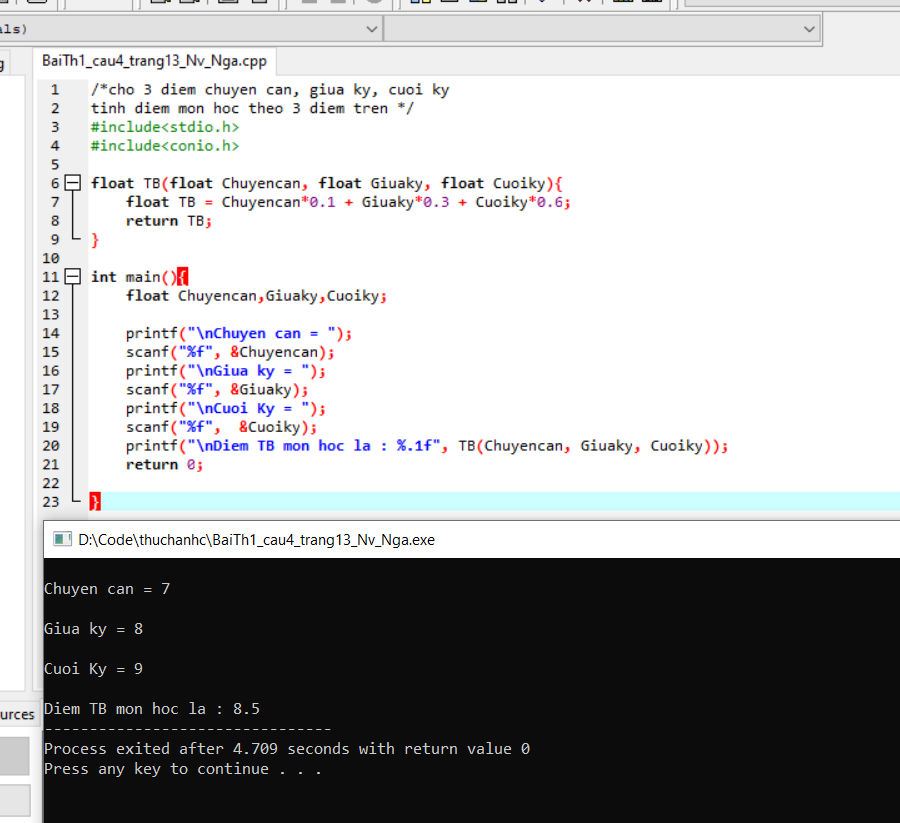 als)
g
BaiTh1_cau4_trang13_Nv_Nga.cpp
1 /*cho 3 diem chuyen can, giua ky, cuoi ky
2 tinh diem mon hoc theo 3 diem tren */
3 #include<stdio.h>
4 #include<conio.h>
5
6 float TB(float Chuyencan, float Giuaky, float Cuoiky){
7 float TB = Chuyencan*0.1 + Giuaky*0.3 + Cuoiky*0.6;
8 return TB;
9 }
10
11 int main(){
12 float Chuyencan,Giuaky,Cuoiky;
13
14 printf("\nChuyen can = ");
15 scanf("%f", &Chuyencan);
16 printf("\nGiua ky = ");
17 scanf("%f", &Giuaky);
18 printf("\nCuoi Ky = ");
19 scanf("%f",  &Cuoiky);
20 printf("\nDiem TB mon hoc la : %.1f", TB(Chuyencan, Giuaky, Cuoiky));
21 return 0;
22
23 }
D:\Code\thuchanhc\BaiTh1_cau4_trang13_Nv_Nga.exe
Chuyen can = 7
Giua ky = 8
Cuoi Ky = 9
urces
Diem TB mon hoc la : 8.5
--------------------------------
Process exited after 4.709 seconds with return value 0
Press any key to continue . . .